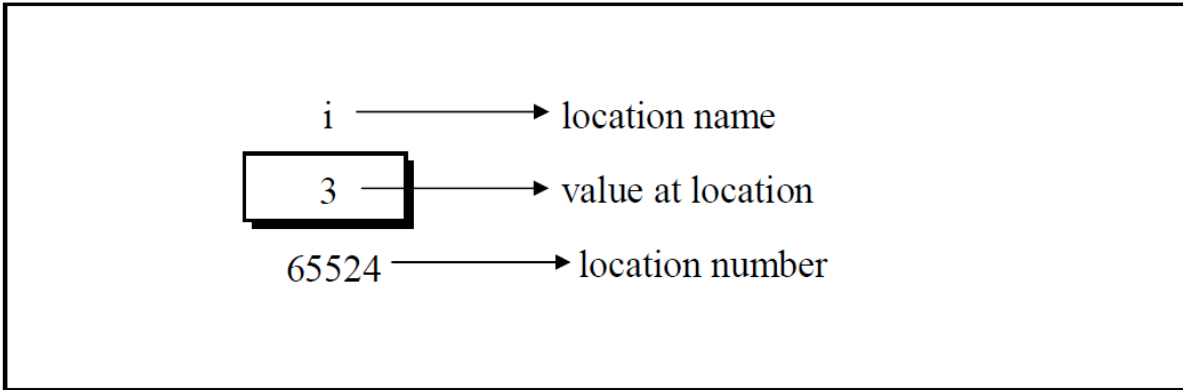 i location name
3 value at location
65524 location number